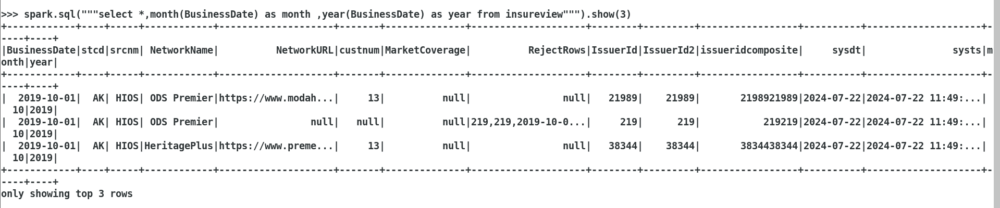 >>> spark.sql("""select *,month(BusinessDate) as month ,year(BusinessDate) as year from insureview""").show(3)
+------------+----+-----+------------+--------------------+-------+--------------+--------------------+--------+---------+-----------------+----------+--------------------+-
----+----+
|BusinessDate|stcd|srcnm| NetworkName|          NetworkURL|custnum|MarketCoverage|          RejectRows|IssuerId|IssuerId2|issueridcomposite|     sysdt|               systs|m
onth|year|
+------------+----+-----+------------+--------------------+-------+--------------+--------------------+--------+---------+-----------------+----------+--------------------+-
----+----+
|  2019-10-01|  AK| HIOS| ODS Premier|https://www.modah...|     13|          null|                null|   21989|    21989|       2198921989|2024-07-22|2024-07-22 11:49:...|
  10|2019|
|  2019-10-01|  AK| HIOS| ODS Premier|                null|   null|          null|219,219,2019-10-0...|     219|      219|           219219|2024-07-22|2024-07-22 11:49:...|
  10|2019|
|  2019-10-01|  AK| HIOS|HeritagePlus|https://www.preme...|     13|          null|                null|   38344|    38344|       3834438344|2024-07-22|2024-07-22 11:49:...|
  10|2019|
+------------+----+-----+------------+--------------------+-------+--------------+--------------------+--------+---------+-----------------+----------+--------------------+-
----+----+
only showing top 3 rows